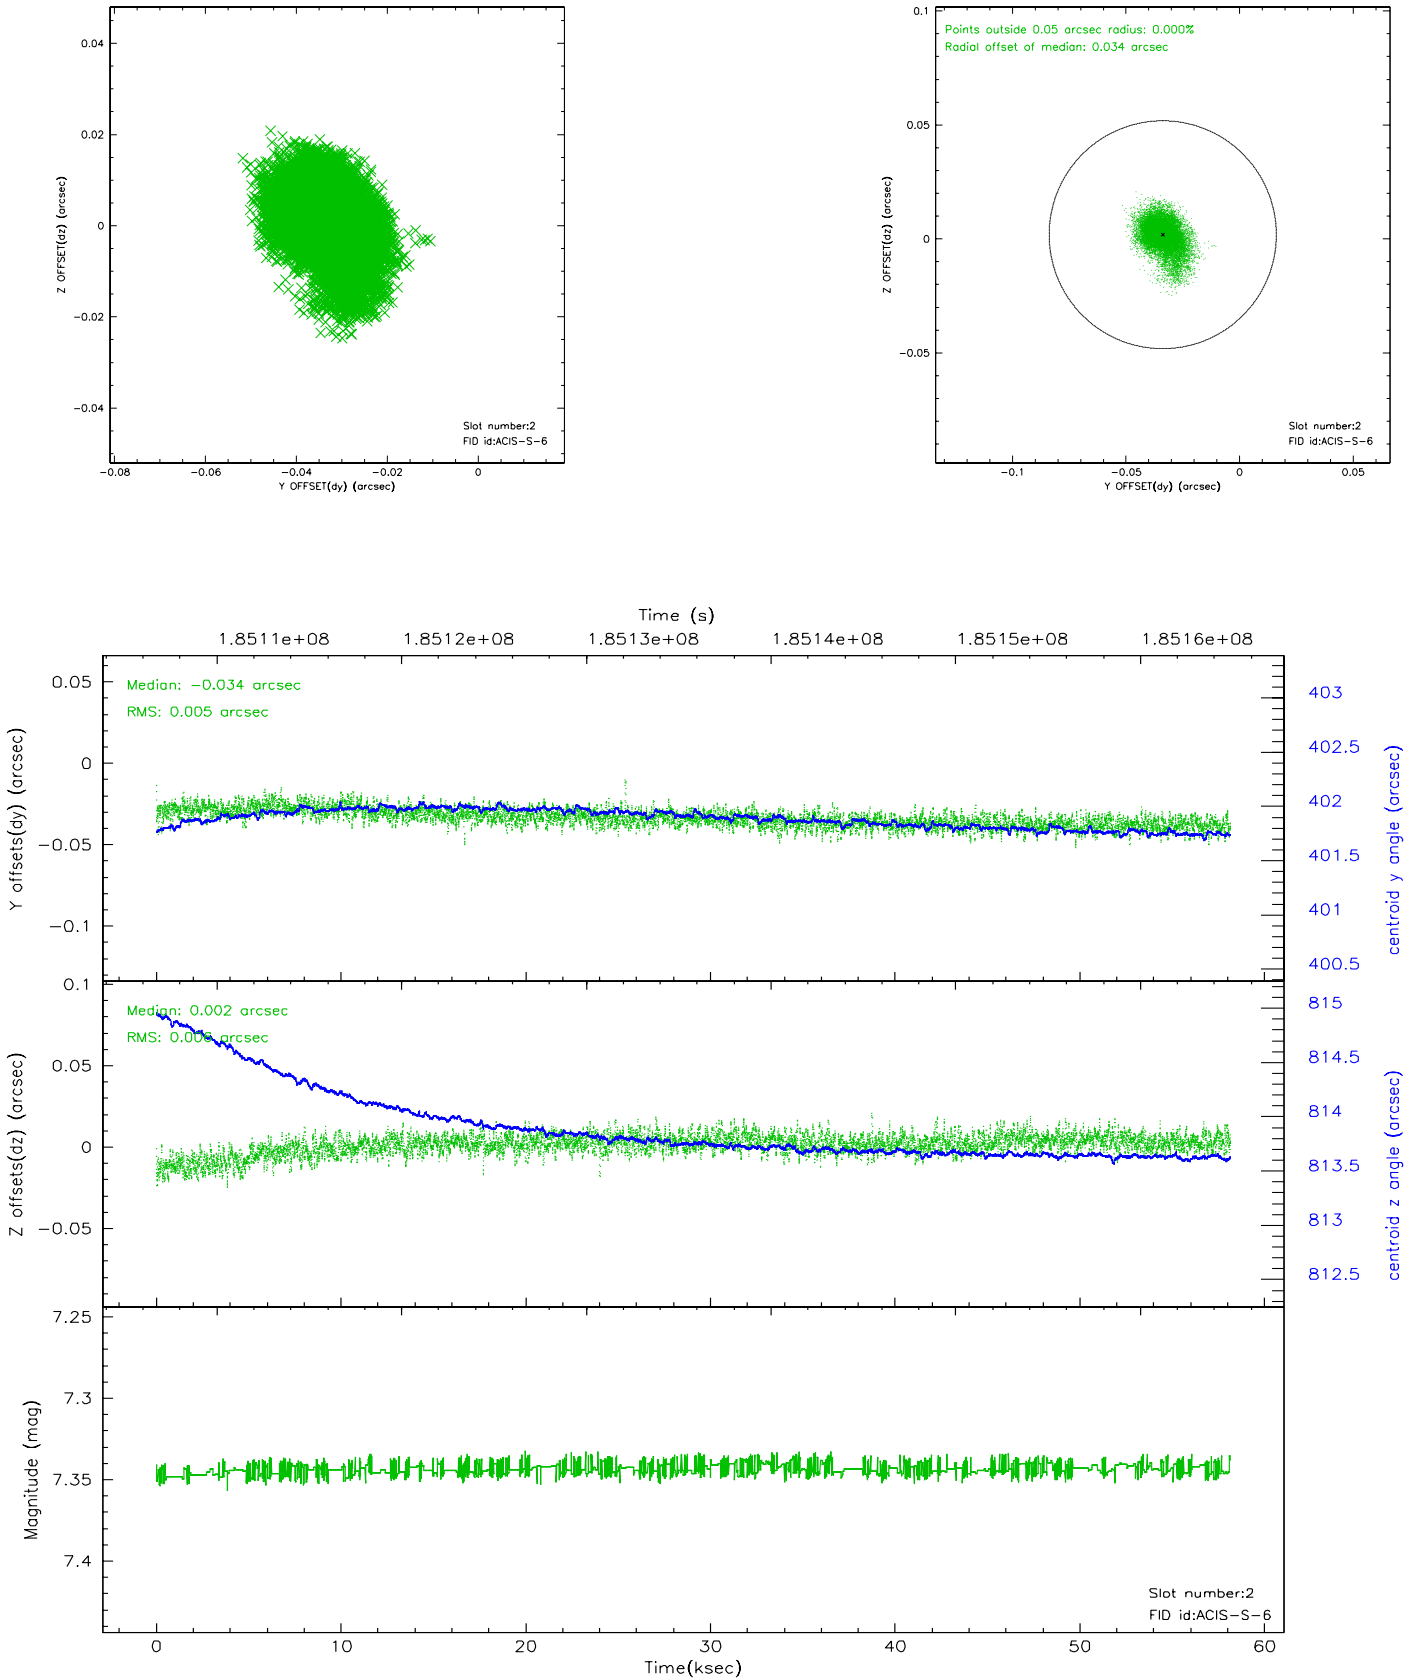 0.04
0.02
0
−0.02
−0.04
Z OFFSET(dz) (arcsec)
Slot number:2
FID id:ACIS−S−6
−0.08
−0.06
−0.04
−0.02
0
Y OFFSET(dy) (arcsec)
Points outside 0.05 arcsec radius: 0.000%
Radial offset of median: 0.034 arcsec
0.1
0.05
0
−0.05
Z OFFSET(dz) (arcsec)
Slot number:2
FID id:ACIS−S−6
−0.1
−0.05
0
0.05
Y OFFSET(dy) (arcsec)
Time (s)
1.8511e+08
1.8512e+08
1.8513e+08
1.8514e+08
1.8515e+08
1.8516e+08
Median: −0.034 arcsec
RMS: 0.005 arcsec
0.05
0
−0.05
−0.1
Y offsets(dy) (arcsec)
403
402.5
402
401.5
401
400.5
centroid y angle (arcsec)
Median: 0.002 arcsec
RMS: arcsec
0.1
0.05
0
−0.05
Z offsets(dz) (arcsec)
815
814.5
814
813.5
813
812.5
centroid z angle (arcsec)
7.25
7.3
7.35
7.4
Magnitude (mag)
Slot number:2
FID id:ACIS−S−6
0
10
20
30
40
50
60
Time(ksec)